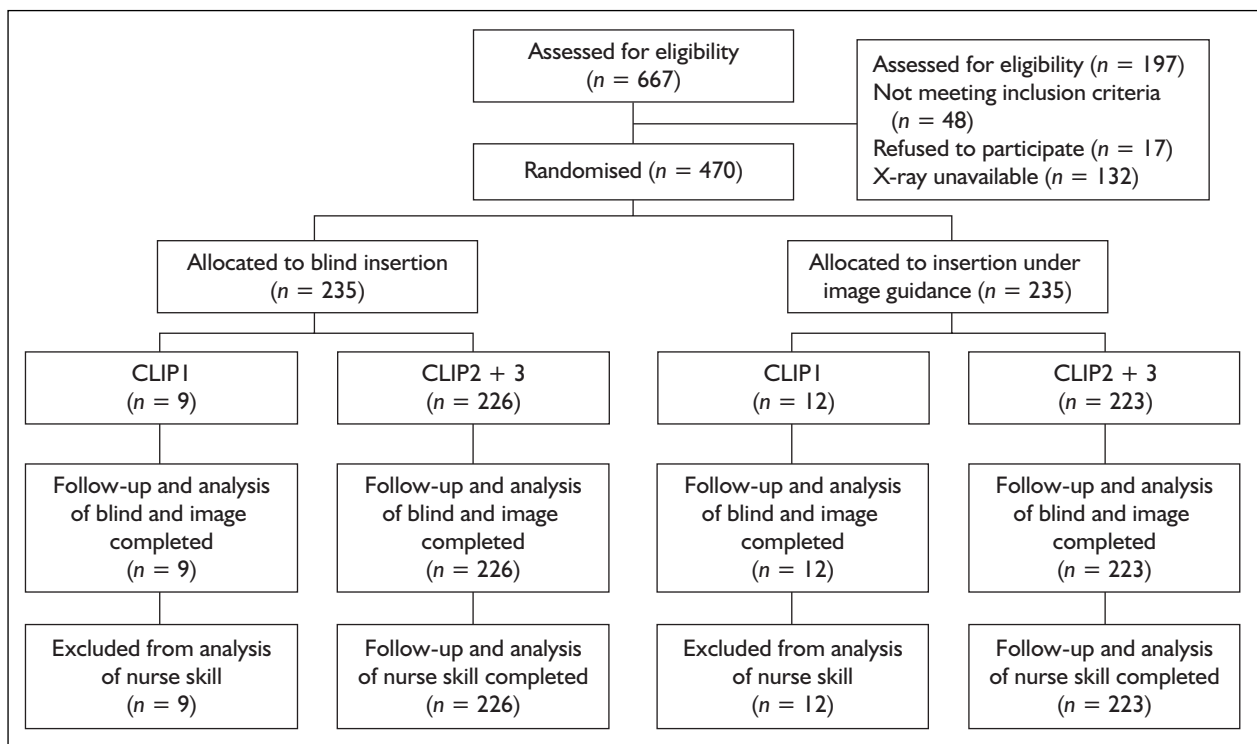 Assessed for eligibility
(n = 667)
Assessed for eligibility (n = 197)
Not meeting inclusion criteria
(n = 48)
Refused to participate (n = 17)
X-ray unavailable (n = 132)
Randomised (n = 470)
Allocated to blind insertion
(n = 235)
Allocated to insertion under
image guidance (n = 235)
CLIP1
(n = 9)
CLIP2 + 3
(n = 226)
CLIP1
(n = 12)
CLIP2 + 3
(n = 223)
Follow-up and analysis
of blind and image
completed
(n = 9)
Follow-up and analysis
of blind and image
completed
(n = 226)
Follow-up and analysis
of blind and image
completed
(n = 12)
Follow-up and analysis
of blind and image
completed
(n = 223)
Excluded from analysis
of nurse skill
(n = 9)
Follow-up and analysis
of nurse skill completed
(n = 226)
Excluded from analysis
of nurse skill
(n = 12)
Follow-up and analysis
of nurse skill completed
(n = 223)